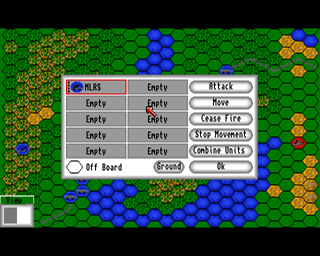 MLRS Empty Attack
Empty Empty Move
Empty Empty Cease Fire
Empty Empty Stop Movement
Empty Empty Combine Units
Off Board Ground Ok
View